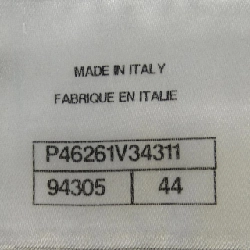 MADE IN ITALY
FABRIQUE EN ITALIE
P46261V34311
94305 44